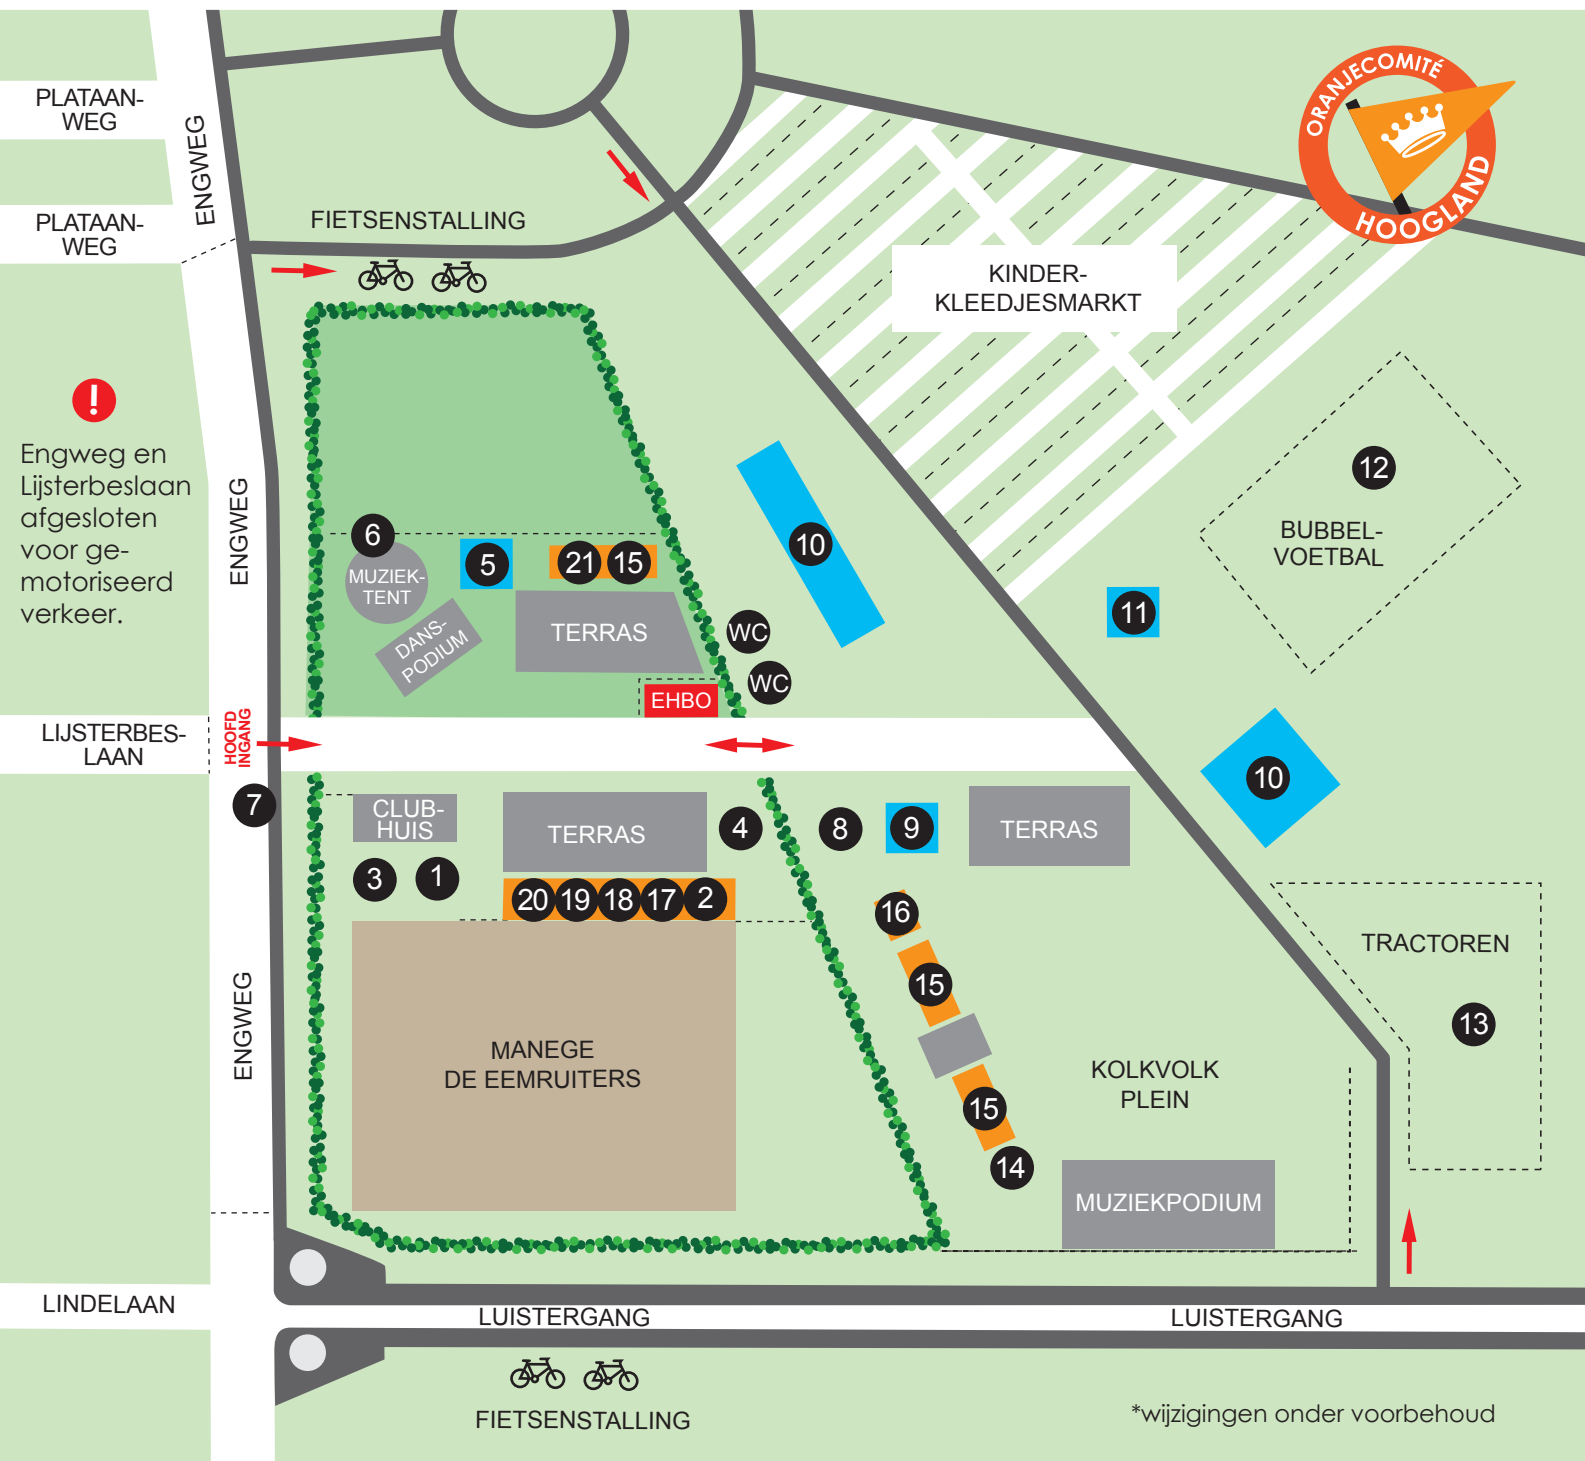 PLATAAN-
WEG
ENGWEG
ORANJECOMITÉ
HOOGLAND
PLATAAN-
WEG
FIETSENSTALLING
KINDER-
KLEEDJESMARKT
!
Engweg en
Lijsterbeslaan
afgesloten
voor ge-
motoriseerd
verkeer.
ENGWEG
6
MUZIEK-
TENT
5
21 15
10
12
BUBBEL-
VOETBAL
DANS-
PODIUM
TERRAS
WC
WC
EHBO
11
LIJSTERBES-
LAAN
HOOFD
INGANG
10
7
CLUB-
HUIS
TERRAS
4
8
9
TERRAS
3
1
20 19 18 17 2
16
TRACTOREN
15
13
ENGWEG
MANEGE
DE EEMRUITERS
KOLKVOLK
PLEIN
15
14
MUZIEKPODIUM
LINDELAAN
LUISTERGANG
LUISTERGANG
FIETSENSTALLING
*wijzigingen onder voorbehoud